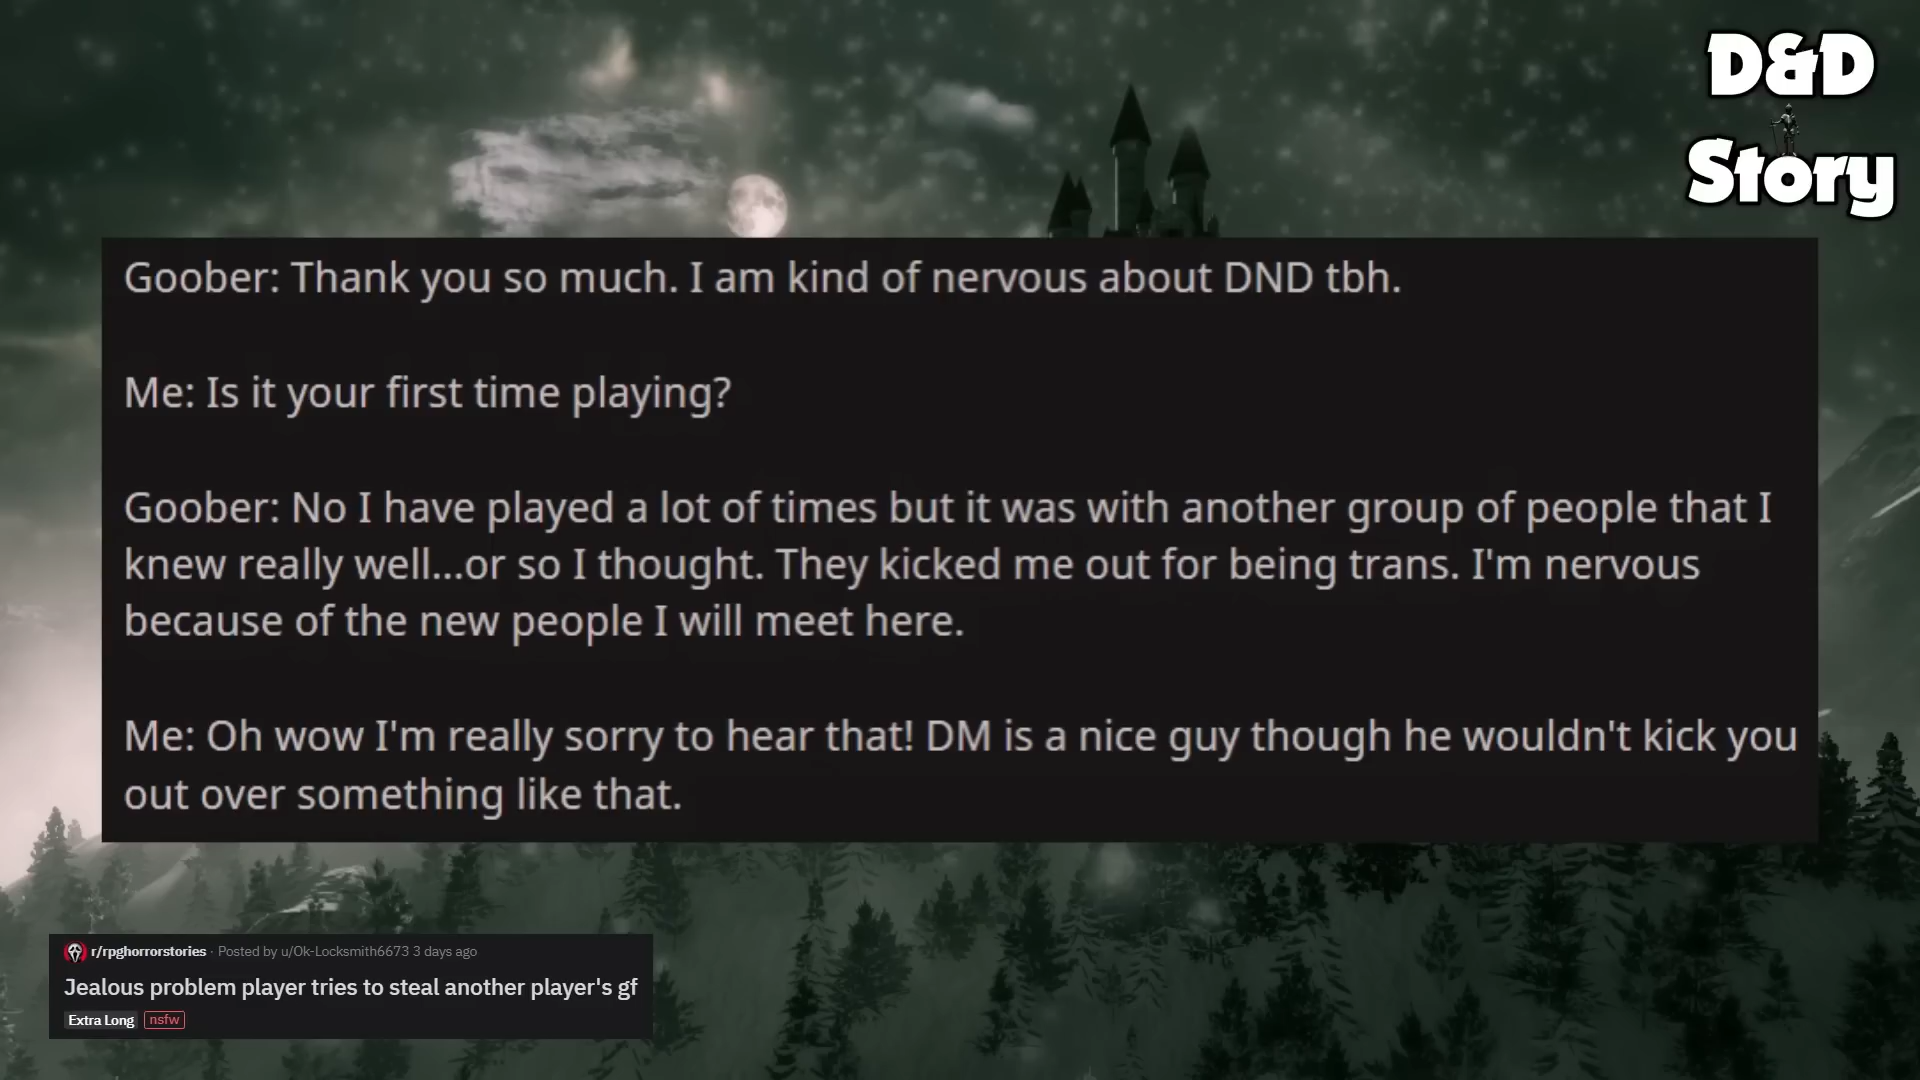 D&D
Story
Goober: Thank you so much. I am kind of nervous about DND tbh.
Me: Is it your first time playing?
Goober: No I have played a lot of times but it was with another group of people that I
knew really well...or so I thought. They kicked me out for being trans. I'm nervous
because of the new people I will meet here.
Me: Oh wow I'm really sorry to hear that! DM is a nice guy though he wouldn't kick you
out over something like that.
r/rpghorrorstories · Posted by u/Ok-Locksmith6673 3 days ago
Jealous problem player tries to steal another player's gf
Extra Long nsfw